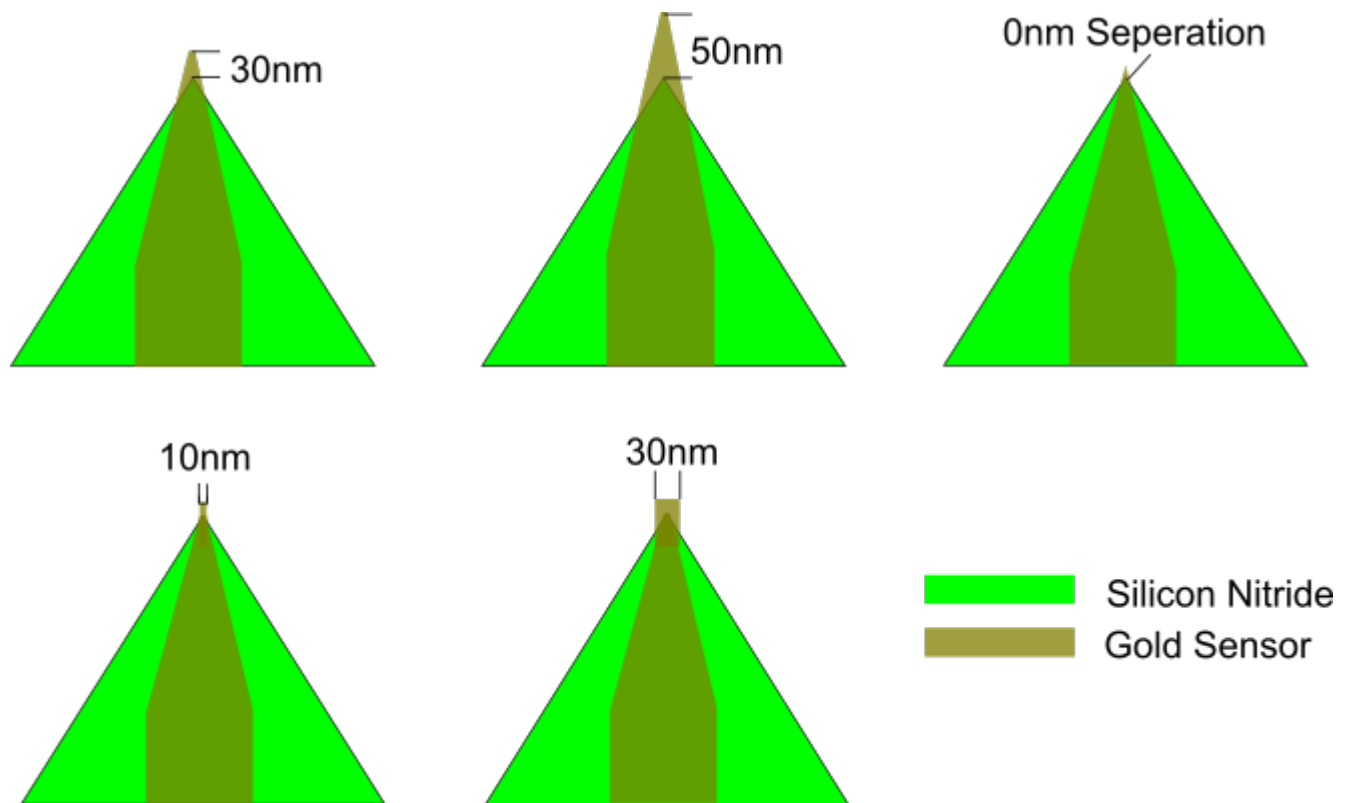 30nm
50nm
0nm Seperation
10nm
30nm
Silicon Nitride
Gold Sensor